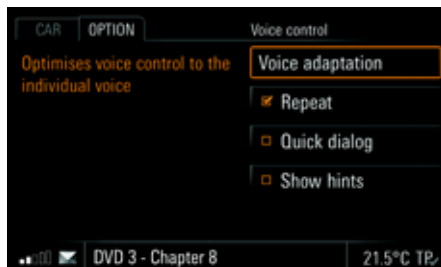 CAR OPTION Voice control
Optimises voice control to the
individual voice
Voice adaptation
Repeat
Quick dialog
Show hints
DVD 3 - Chapter 8 21.5°C TP